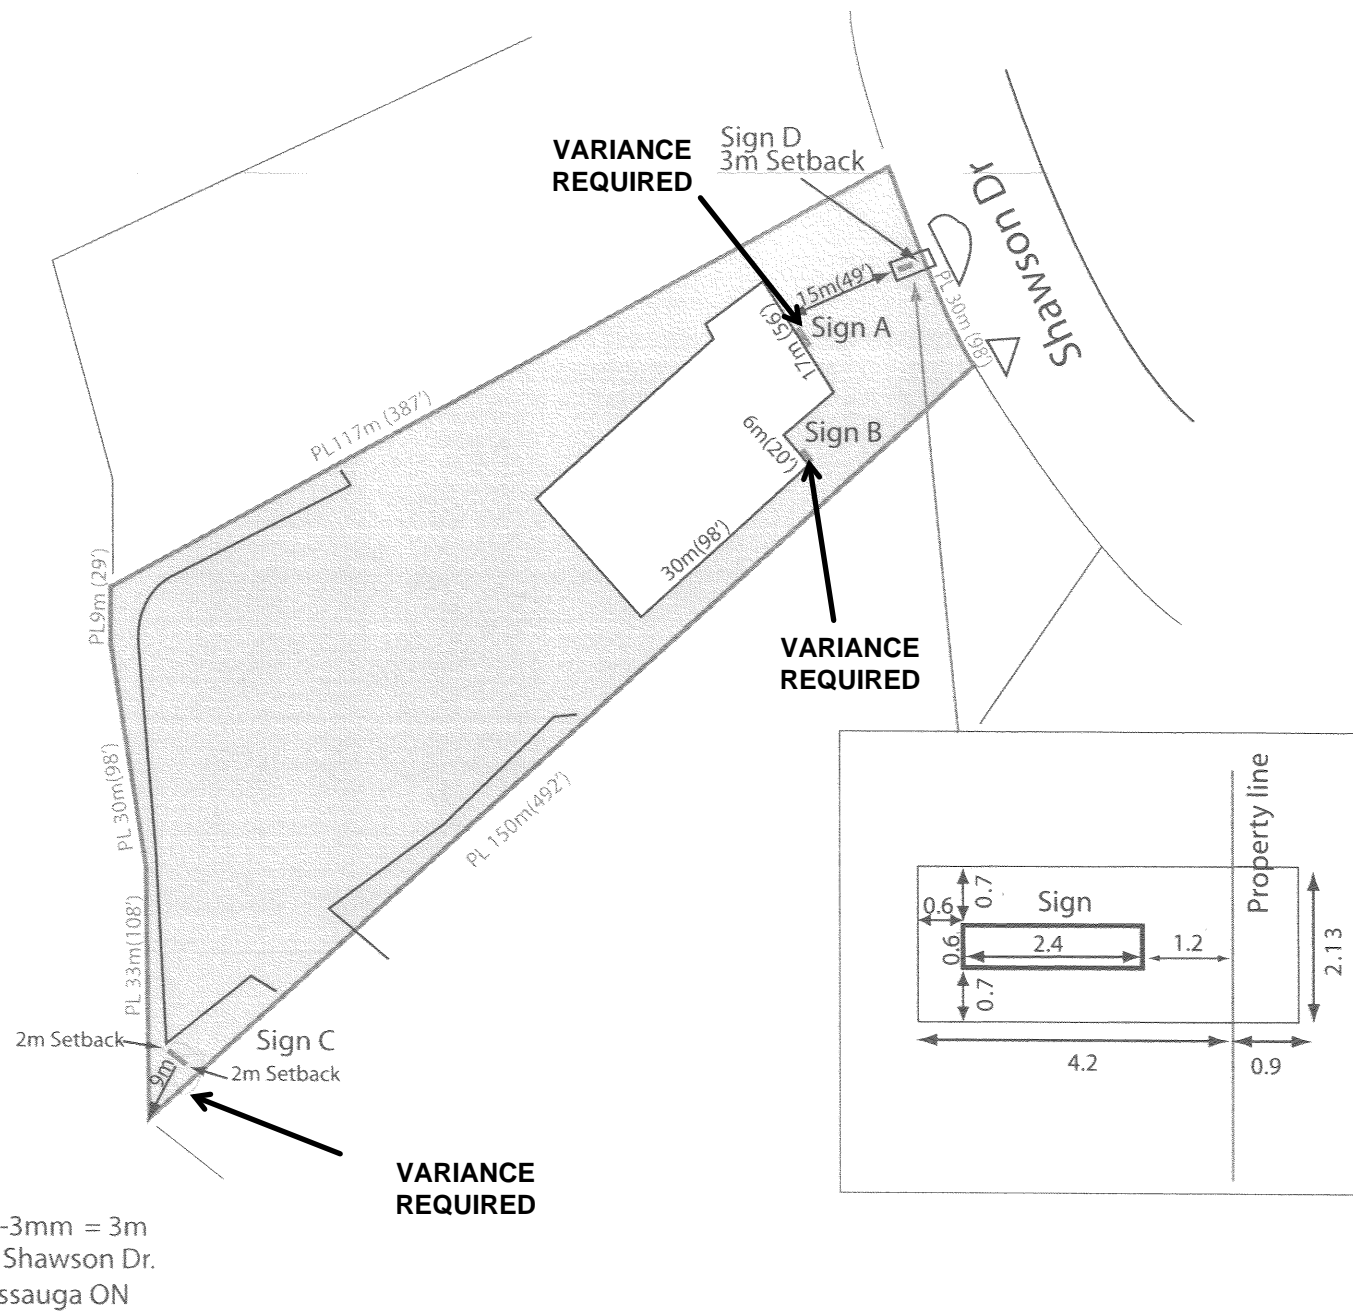 VARIANCE
REQUIRED
Sign D
3m Setback
Shawson Dr
15m(49')
PL 30m (98')
Sign A
17m (56')
PL117m (387')
Sign B
6m(20')
30m(98')
PL9m (29')
VARIANCE
REQUIRED
PL 30m(98')
PL 150m(492')
Property line
0.7
Sign
0.6
0.6
2.4
1.2
2.13
0.7
PL 33m(108')
4.2
0.9
2m Setback
Sign C
9m
2m Setback
VARIANCE
REQUIRED
-3mm = 3m
Shawson Dr.
ssauga ON